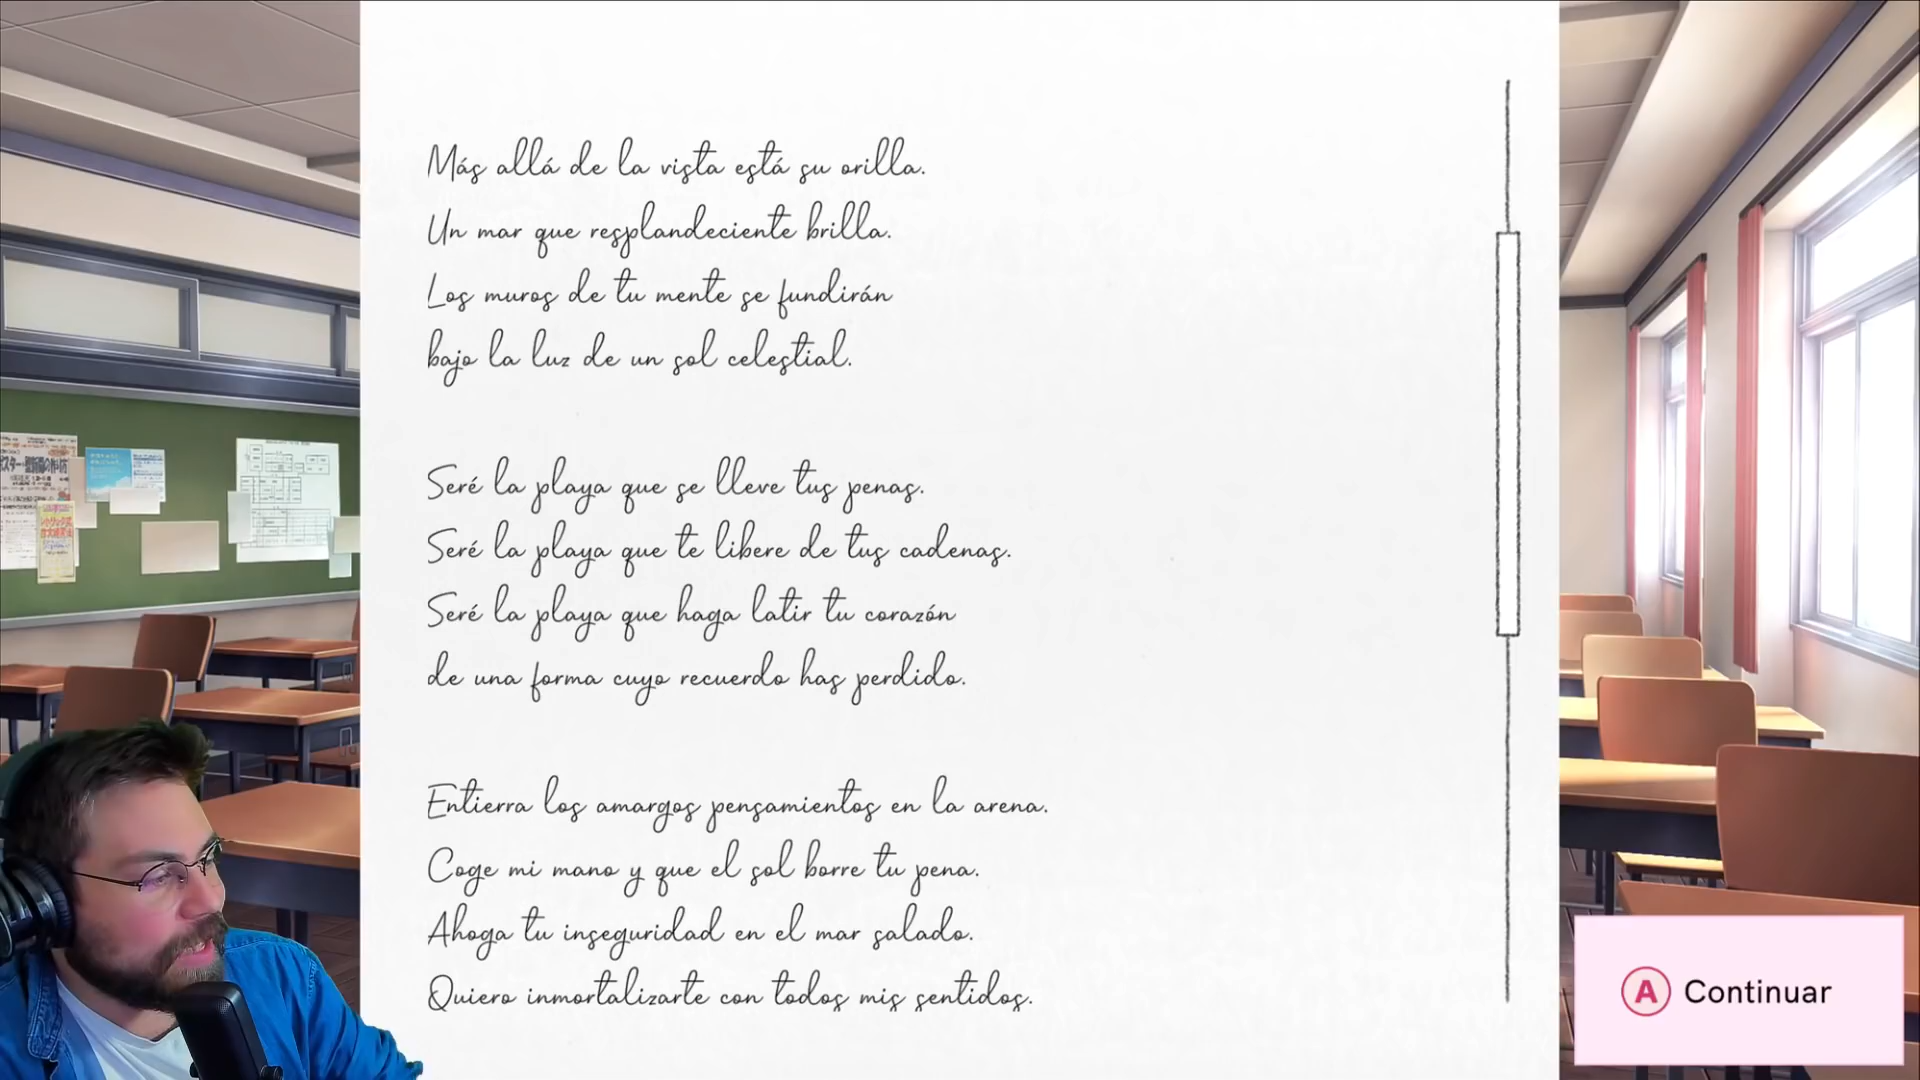 Más allá de la vista está su orilla.
Un mar que resplandeciente brilla.
Los muros de tu mente se fundirán
bajo la luz de un sol celestial.
Seré la playa que se lleve tus penas.
Seré la playa que te libere de tus cadenas.
Seré la playa que haga latir tu corazón
de una forma cuyo recuerdo has perdido.
Entierra los amargos pensamientos en la arena.
Coge mi mano y que el sol borre tu pena.
Ahoga tu inseguridad en el mar salado.
Quiero inmortalizarte con todos mis sentidos.
A Continuar